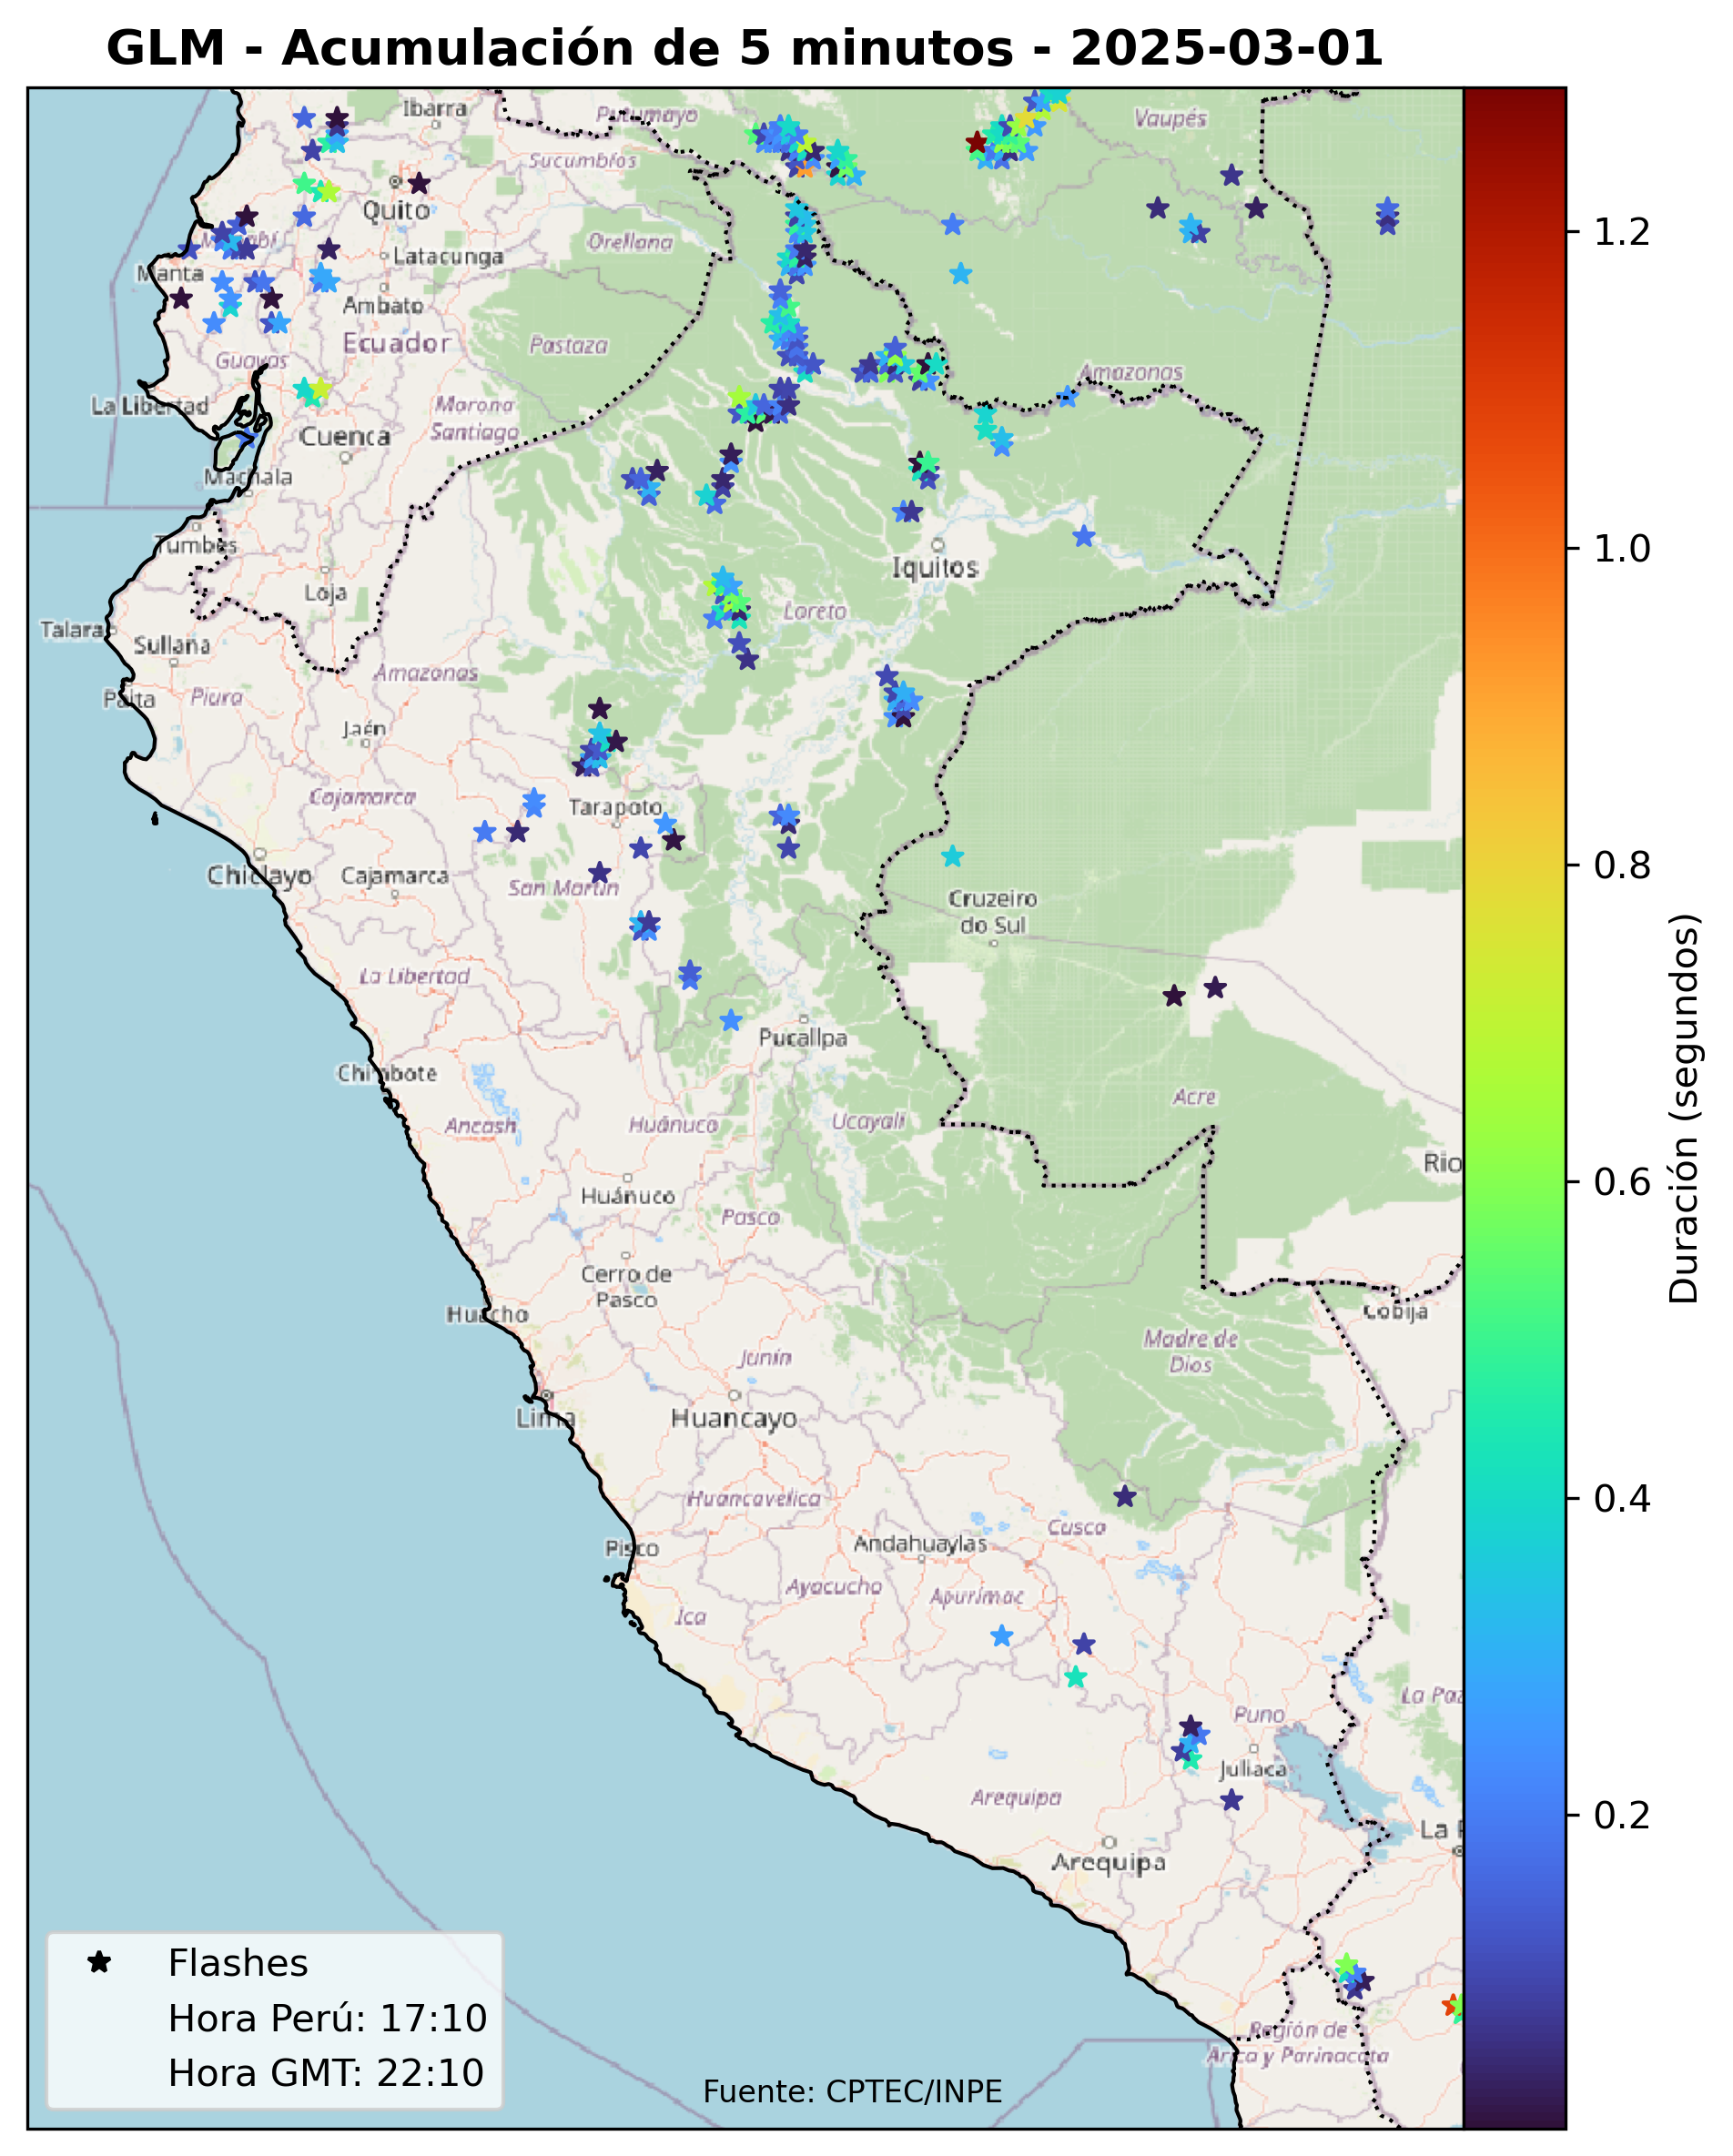 GLM - Acumulación de 5 minutos - 2025-03-01
Ibarra
Putumayo
Vaupés
Sucumbíos
Quito
Orellana
Latacunga
Manta
Ambato
Ecuador
Pastaza
Guayas
Amazonas
La Libertad
Morona
Santiago
Cuenca
Machala
Tumbes
Iquitos
Loja
Loreto
Talara
Sullana
Amazonas
Paita
Piura
Jaén
Cajamarca
Tarapoto
Chiclayo
Cajamarca
San Martín
Cruzeiro
do Sul
La Libertad
Pucallpa
Chimbote
Acre
Ancash
Huánuco
Ucayali
Rio
Huánuco
Pasco
Cerro de
Pasco
Huacho
Cobija
Madre de
Dios
Junín
Lima
Huancayo
Huancavelica
Cusco
Pisco
Andahuaylas
Ayacucho
Apurímac
Ica
La Paz
Puno
Juliaca
Arequipa
La P
Arequipa
Región de
Arica y Parinacota
Flashes
Hora Perú: 17:10
Hora GMT: 22:10
Fuente: CPTEC/INPE
1.2
1.0
0.8
0.6
0.4
0.2
Duración (segundos)